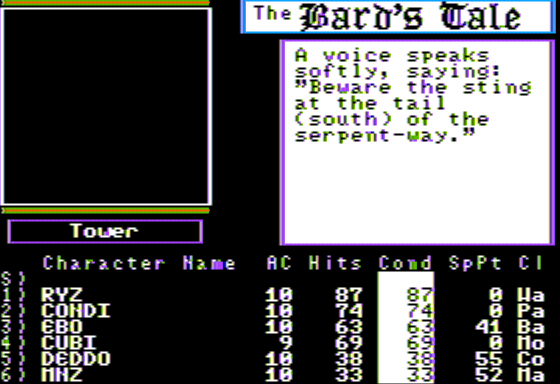 The Bard's Tale
A voice speaks
softly, saying:
"Beware the sting
at the tail
(south) of the
serpent-way."
Tower
Character Name AC Hits Cond SpPt Cl
S)
1) RYZ 10 87 87 0 Wa
2) CONDI 10 74 74 0 Pa
3) EBO 10 63 63 41 Ba
4) CUBI 9 69 69 0 Mo
5) DEDDO 10 38 38 55 Co
6) MNZ 10 33 33 52 Ma